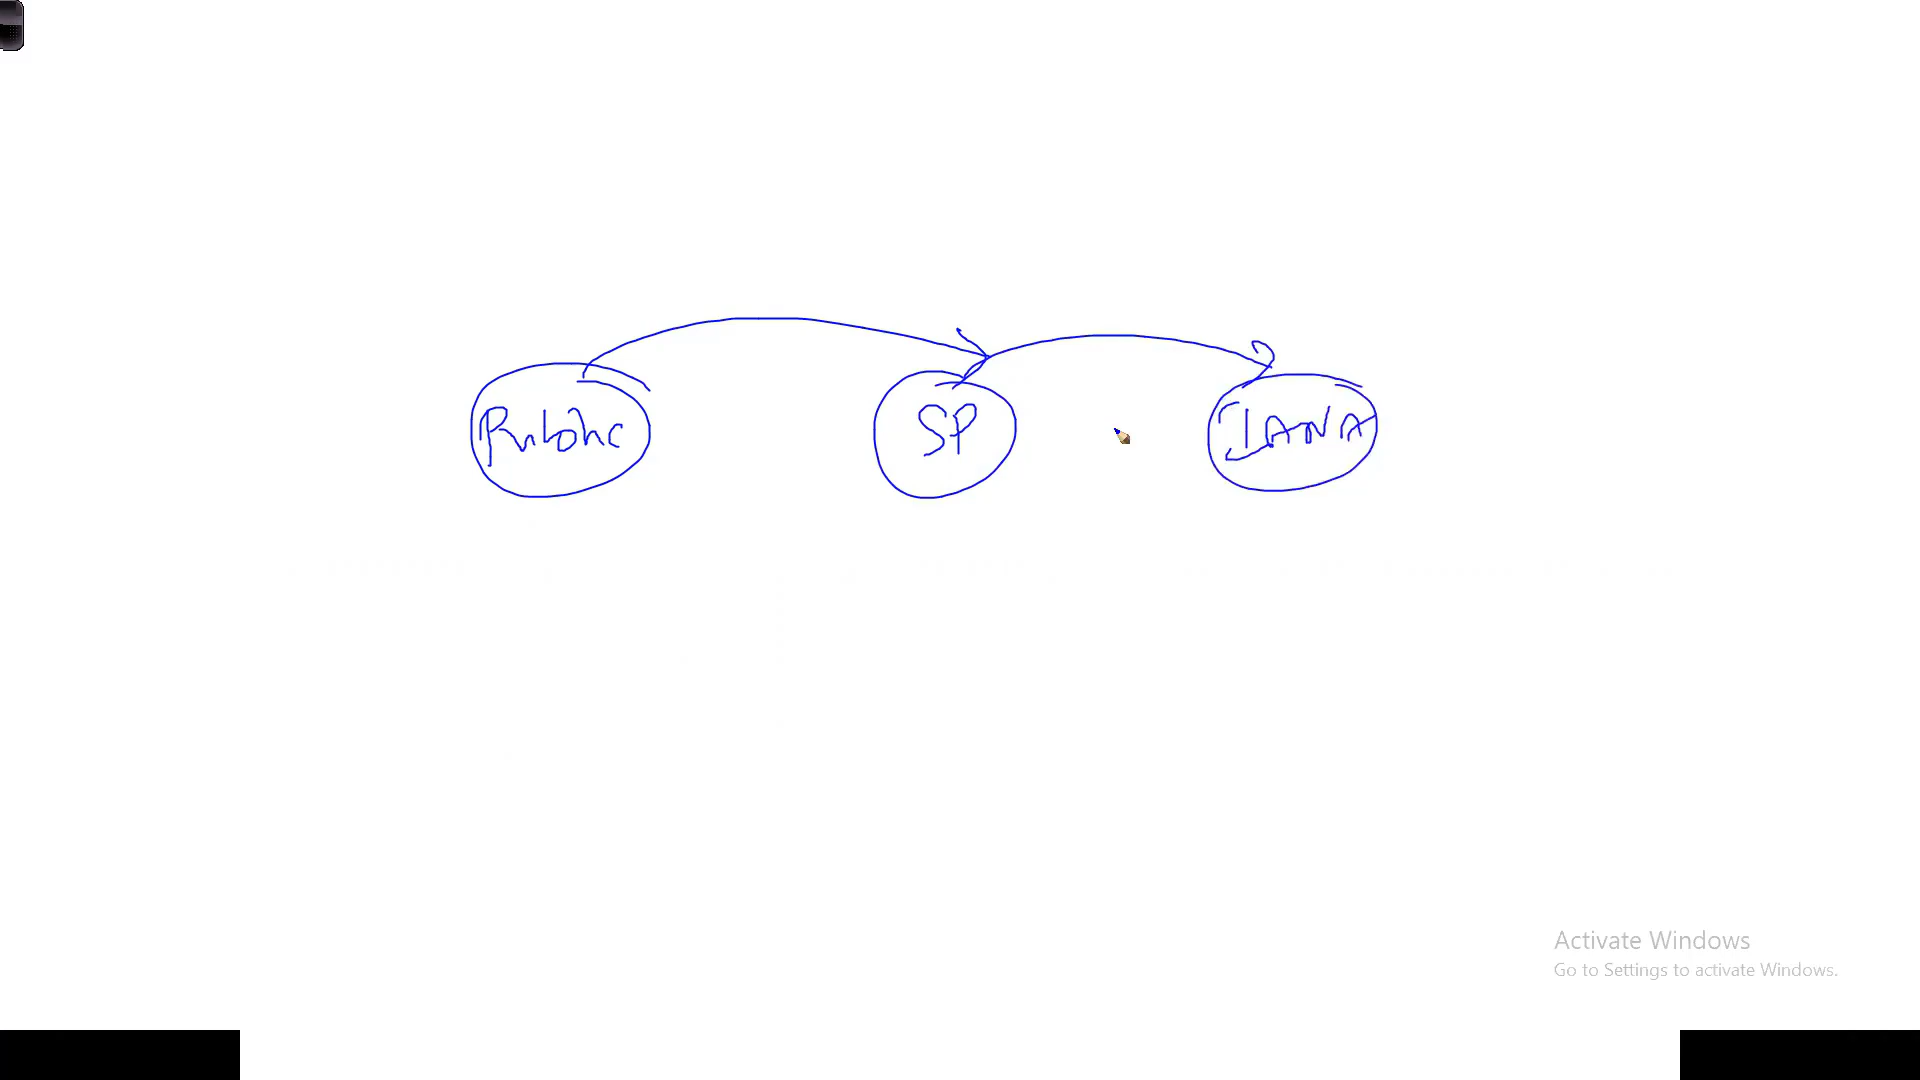 Public
SP
IANA
Activate Windows
Go to Settings to activate Windows.